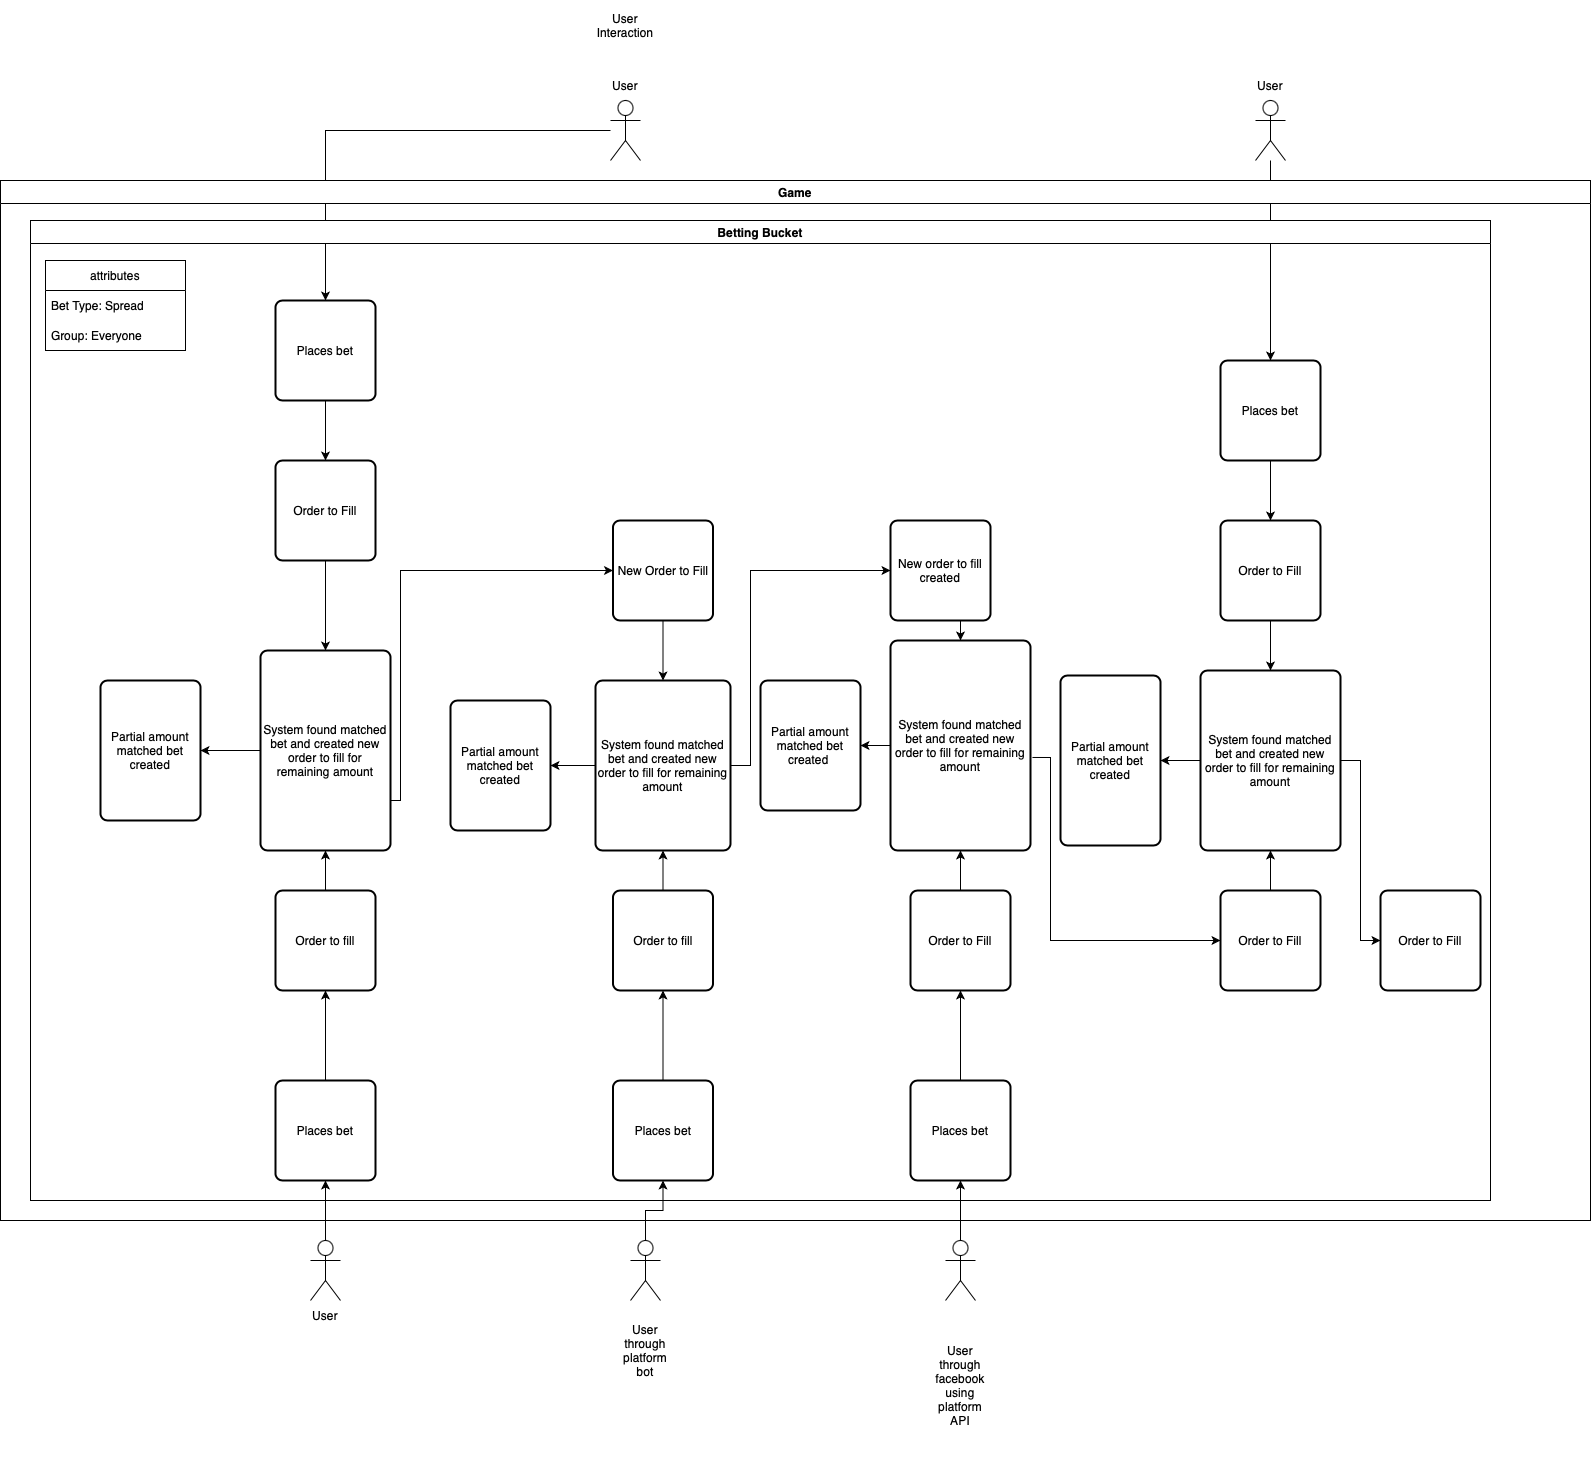 User
Interaction
User
User
Game
Betting Bucket
attributes
Bet Type: Spread
Group: Everyone
Places bet
Places bet
Order to Fill
New Order to Fill
New order to fill
created
Order to Fill
Partial amount
matched bet
created
System found matched
bet and created new
order to fill for
remaining amount
Partial amount
matched bet
created
System found matched
bet and created new
order to fill for remaining
amount
Partial amount
matched bet
created
System found matched
bet and created new
order to fill for remaining
amount
Partial amount
matched bet
created
System found matched
bet and created new
order to fill for remaining
amount
Order to fill
Order to fill
Order to Fill
Order to Fill
Order to Fill
Places bet
Places bet
Places bet
User
User
through
platform
bot
User
through
facebook
using
platform
API